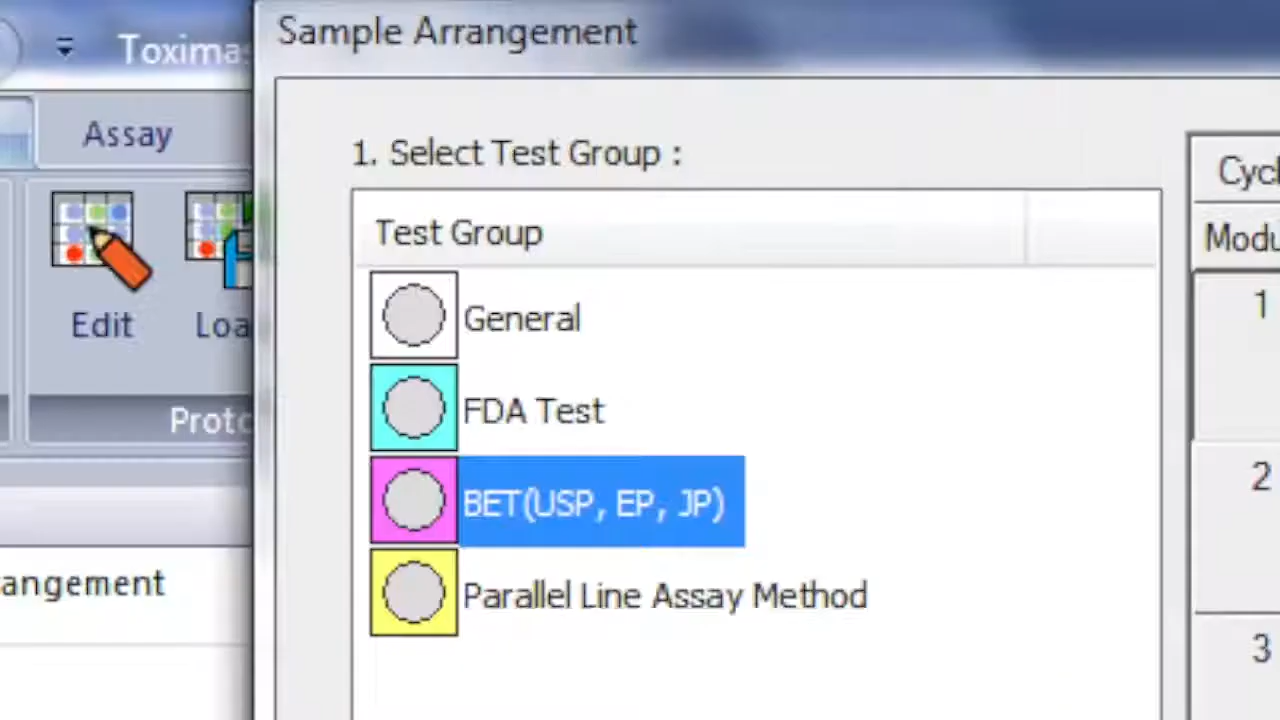 Sample Arrangement
Assay
1. Select Test Group :
Test Group
General
FDA Test
BET(USP, EP, JP)
Parallel Line Assay Method
Edit
1
2
3